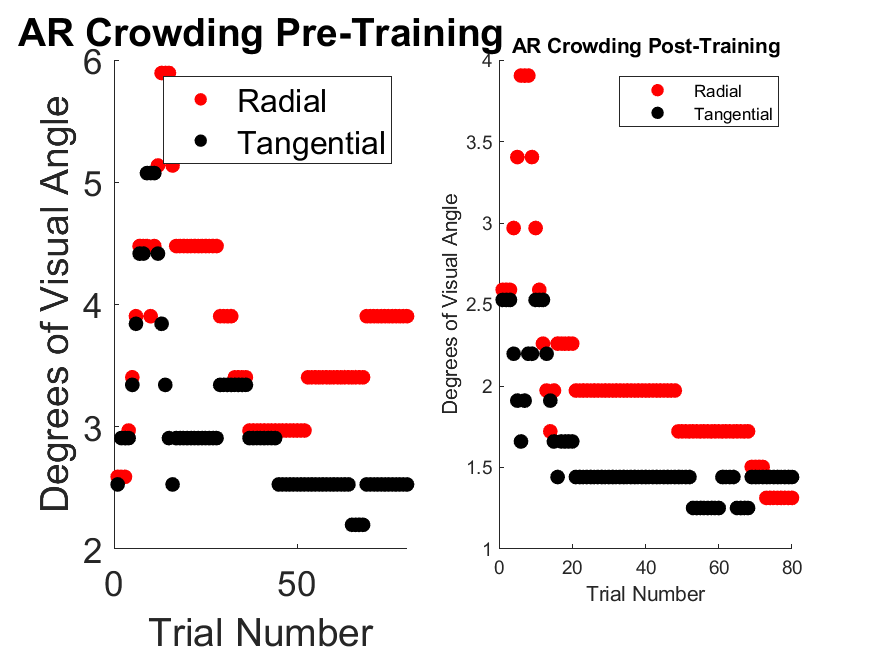 AR Crowding Pre-Training
6
5
4
3
2
0
50
Degrees of Visual Angle
Trial Number
Radial
Tangential
AR Crowding Post-Training
4
3.5
3
2.5
2
1.5
1
0
20
40
60
80
Degrees of Visual Angle
Trial Number
Radial
Tangential